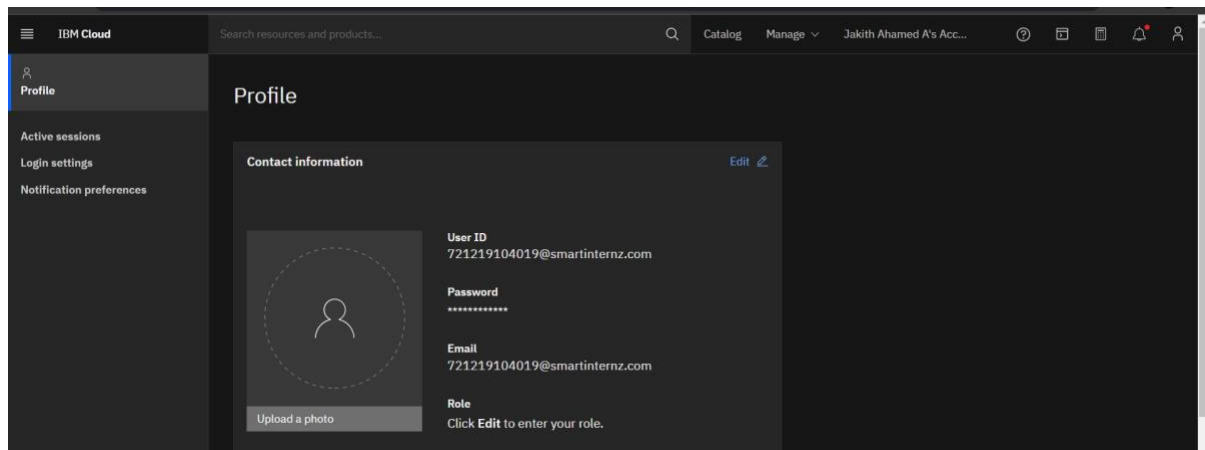 IBM Cloud
Search resources and products...
Catalog
Manage
Jakith Ahamed A's Acc...
Profile
Active sessions
Login settings
Notification preferences
Profile
Contact information
Edit
User ID
721219104019@smartinternz.com
Password
************
Email
721219104019@smartinternz.com
Role
Click Edit to enter your role.
Upload a photo